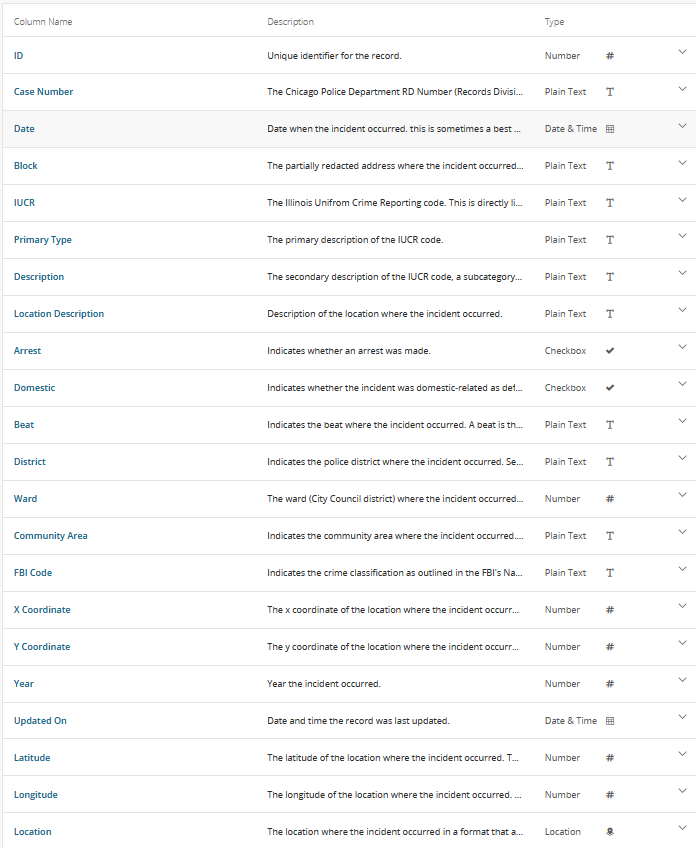 Column Name Description Type
ID Unique identifier for the record. Number #
Case Number The Chicago Police Department RD Number (Records Divisi... Plain Text T
Date Date when the incident occurred. this is sometimes a best ... Date & Time
Block The partially redacted address where the incident occurred... Plain Text T
IUCR The Illinois Unifrom Crime Reporting code. This is directly li... Plain Text T
Primary Type The primary description of the IUCR code. Plain Text T
Description The secondary description of the IUCR code, a subcategory... Plain Text T
Location Description Description of the location where the incident occurred. Plain Text T
Arrest Indicates whether an arrest was made. Checkbox ✔
Domestic Indicates whether the incident was domestic-related as def... Checkbox ✔
Beat Indicates the beat where the incident occurred. A beat is th... Plain Text T
District Indicates the police district where the incident occurred. Se... Plain Text T
Ward The ward (City Council district) where the incident occurred... Number #
Community Area Indicates the community area where the incident occurred.... Plain Text T
FBI Code Indicates the crime classification as outlined in the FBI's Na... Plain Text T
X Coordinate The x coordinate of the location where the incident occurr... Number #
Y Coordinate The y coordinate of the location where the incident occurr... Number #
Year Year the incident occurred. Number #
Updated On Date and time the record was last updated. Date & Time
Latitude The latitude of the location where the incident occurred. T... Number #
Longitude The longitude of the location where the incident occurred. ... Number #
Location The location where the incident occurred in a format that a... Location